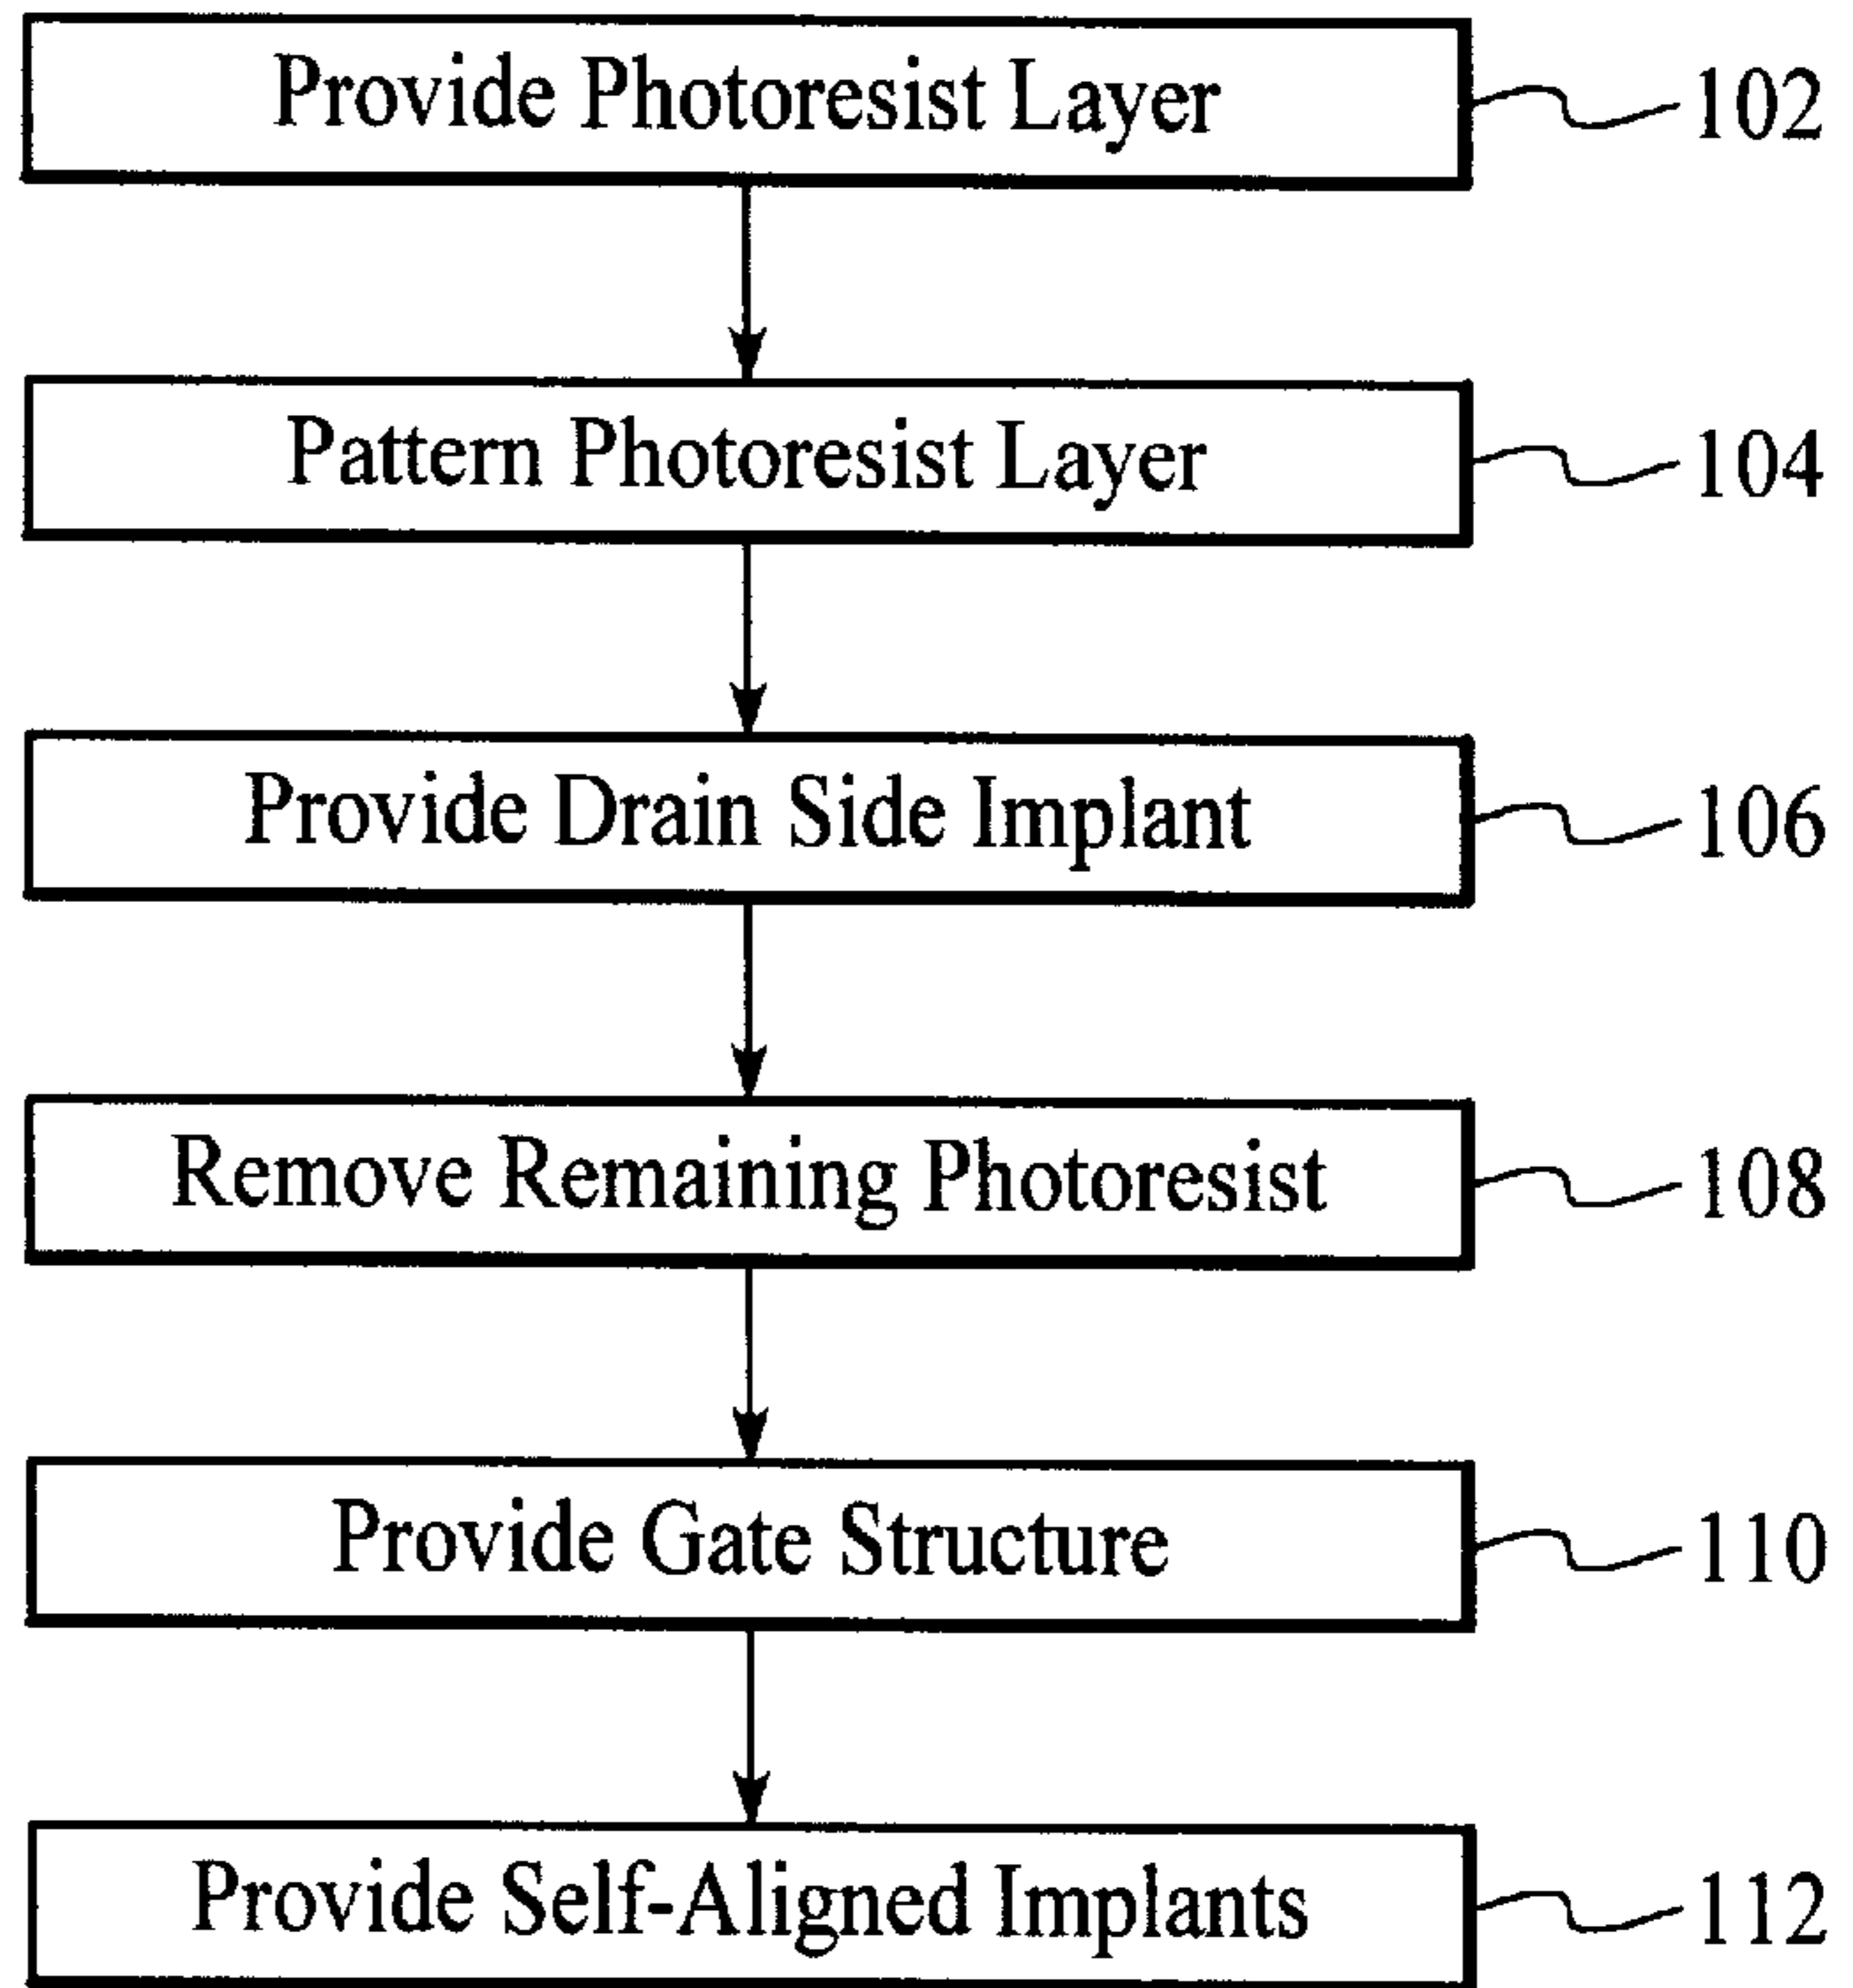 Provide Photoresist Layer 102
Pattern Photoresist Layer 104
Provide Drain Side Implant 106
Remove Remaining Photoresist 108
Provide Gate Structure 110
Provide Self-Aligned Implants 112